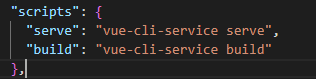 "scripts": {
"serve": "vue-cli-service serve",
"build": "vue-cli-service build"
},